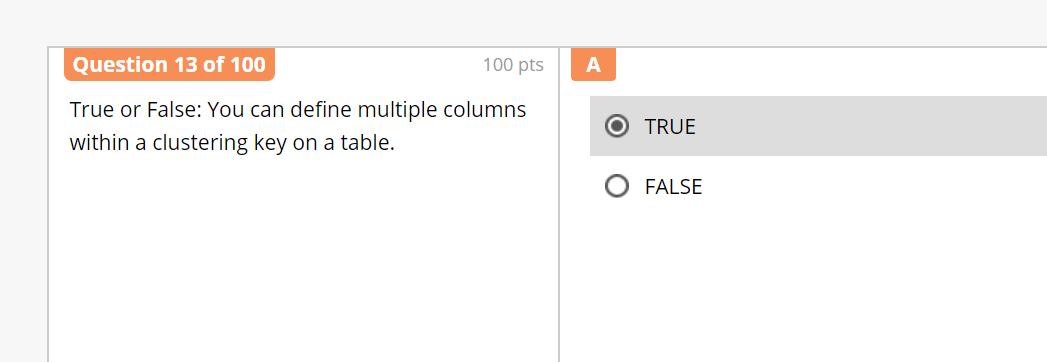 Question 13 of 100
100 pts
True or False: You can define multiple columns
within a clustering key on a table.
A
TRUE
FALSE